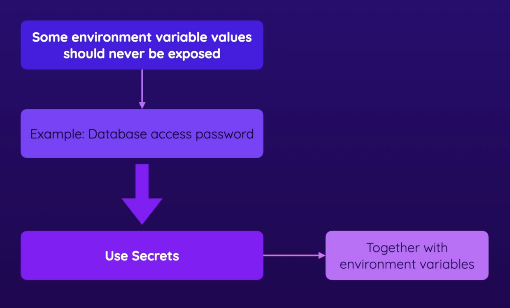 Some environment variable values
should never be exposed
Example: Database access password
Use Secrets
Together with
environment variables